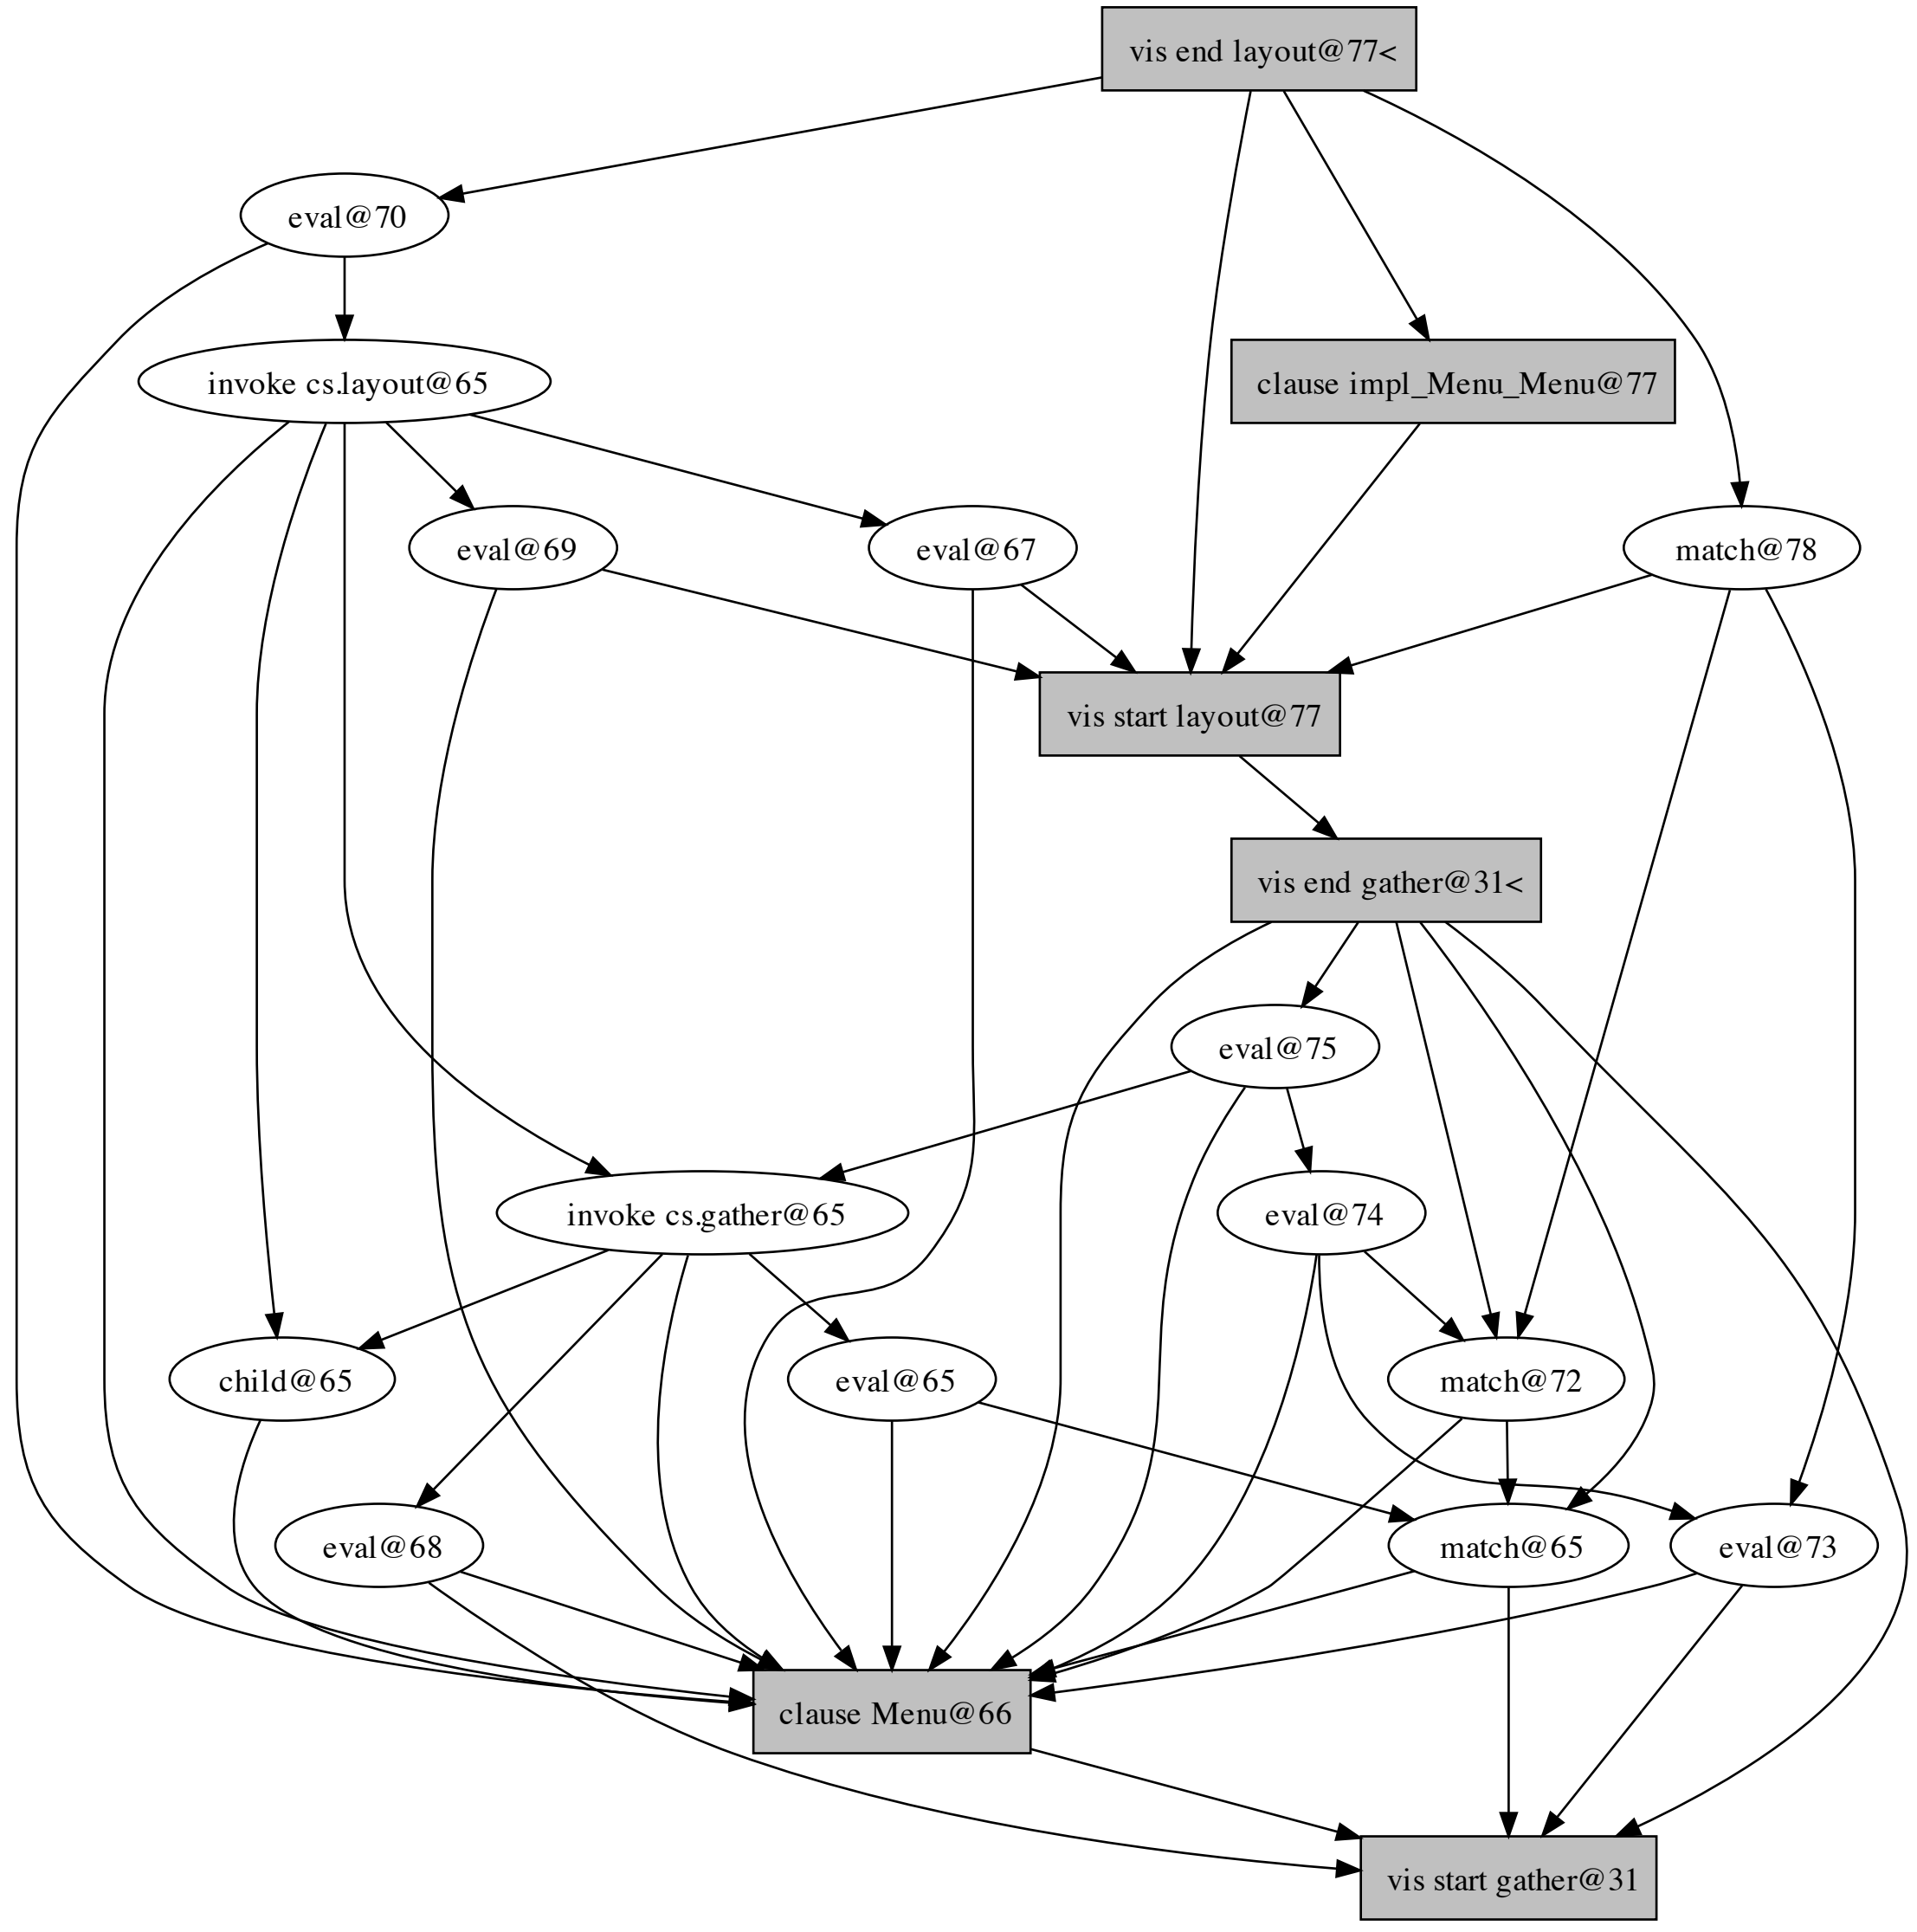 vis end layout@77<
eval@70
invoke cs.layout@65
clause impl_Menu_Menu@77
eval@69
eval@67
match@78
vis start layout@77
vis end gather@31<
eval@75
invoke cs.gather@65
eval@74
child@65
eval@65
match@72
eval@68
match@65
eval@73
clause Menu@66
vis start gather@31